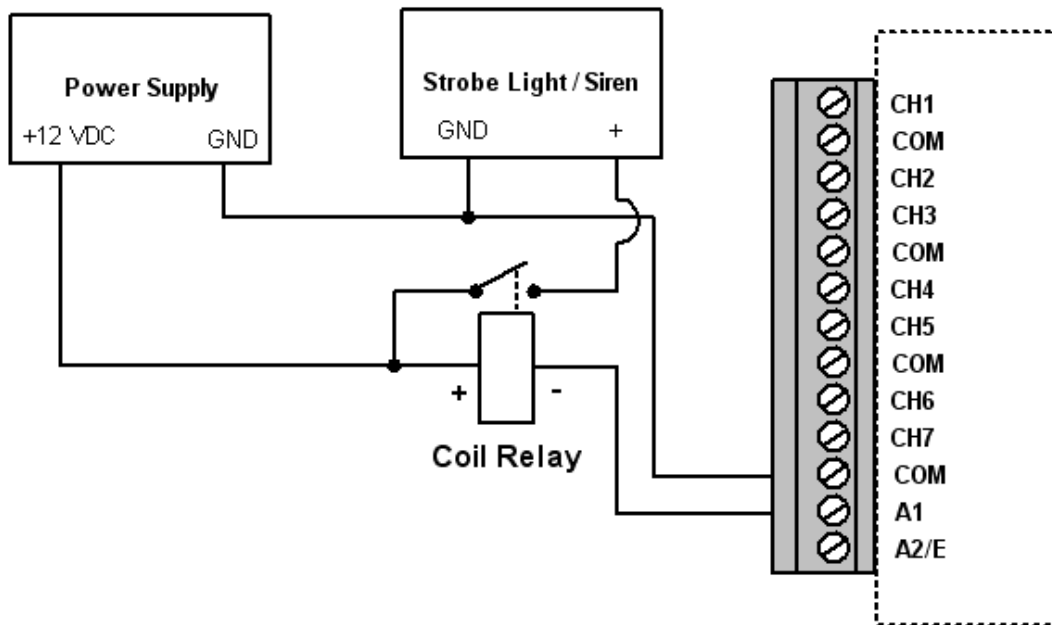 Power Supply
+12 VDC
GND
Strobe Light / Siren
GND
+
+
-
Coil Relay
CH1
COM
CH2
CH3
COM
CH4
CH5
COM
CH6
CH7
COM
A1
A2/E